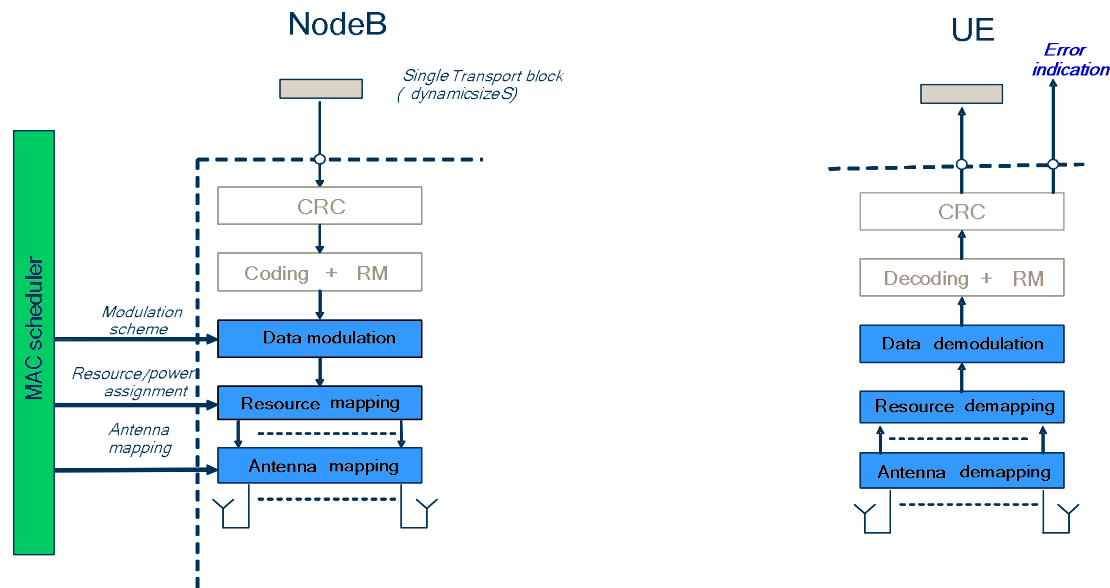 NodeB
Single Transport block
( dynamicsizeS)
CRC
Coding + RM
MAC scheduler
Modulation
scheme
Data modulation
Resource/power
assignment
Resource mapping
Antenna
mapping
Antenna mapping
UE
Error
indication
CRC
Decoding + RM
Data demodulation
Resource demapping
Antenna demapping